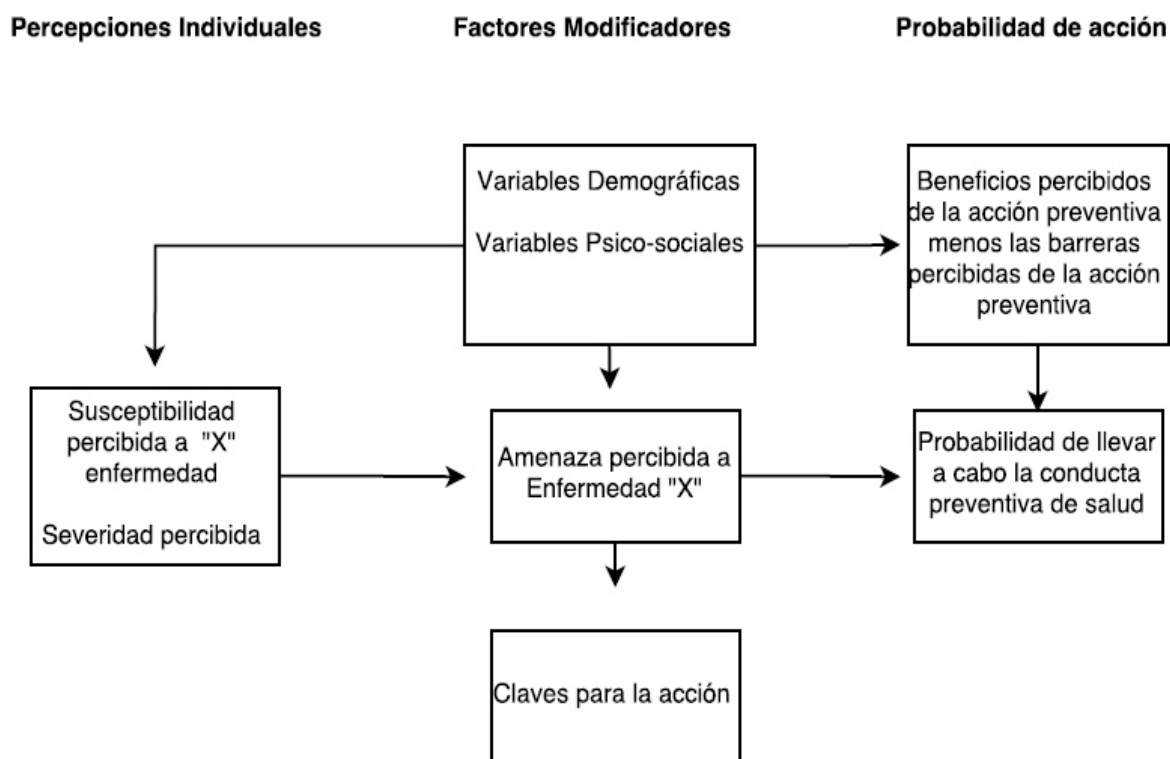 Percepciones Individuales
Factores Modificadores
Probabilidad de acción
Variables Demográficas
Variables Psico-sociales
Beneficios percibidos
de la acción preventiva
menos las barreras
percibidas de la acción
preventiva
Susceptibilidad
percibida a "X"
enfermedad
Severidad percibida
Amenaza percibida a
Enfermedad "X"
Probabilidad de llevar
a cabo la conducta
preventiva de salud
Claves para la acción